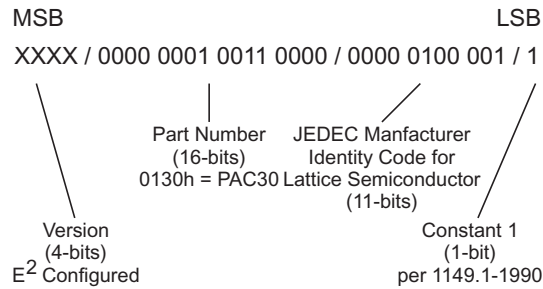 MSB LSB
XXXX / 0000 0001 0011 0000 / 0000 0100 001 / 1
Part Number
(16-bits)
0130h = PAC30
JEDEC Manfacturer
Identity Code for
Lattice Semiconductor
(11-bits)
Version
(4-bits)
E2 Configured
Constant 1
(1-bit)
per 1149.1-1990